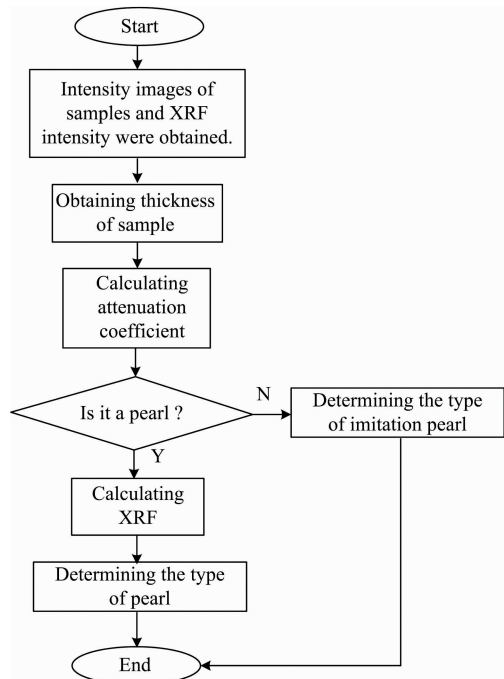 Start
Intensity images of
samples and XRF
intensity were obtained.
Obtaining thickness
of sample
Calculating
attenuation
coefficient
Is it a pearl ?
N
Determining the type
of imitation pearl
Y
Calculating
XRF
Determining the type
of pearl
End